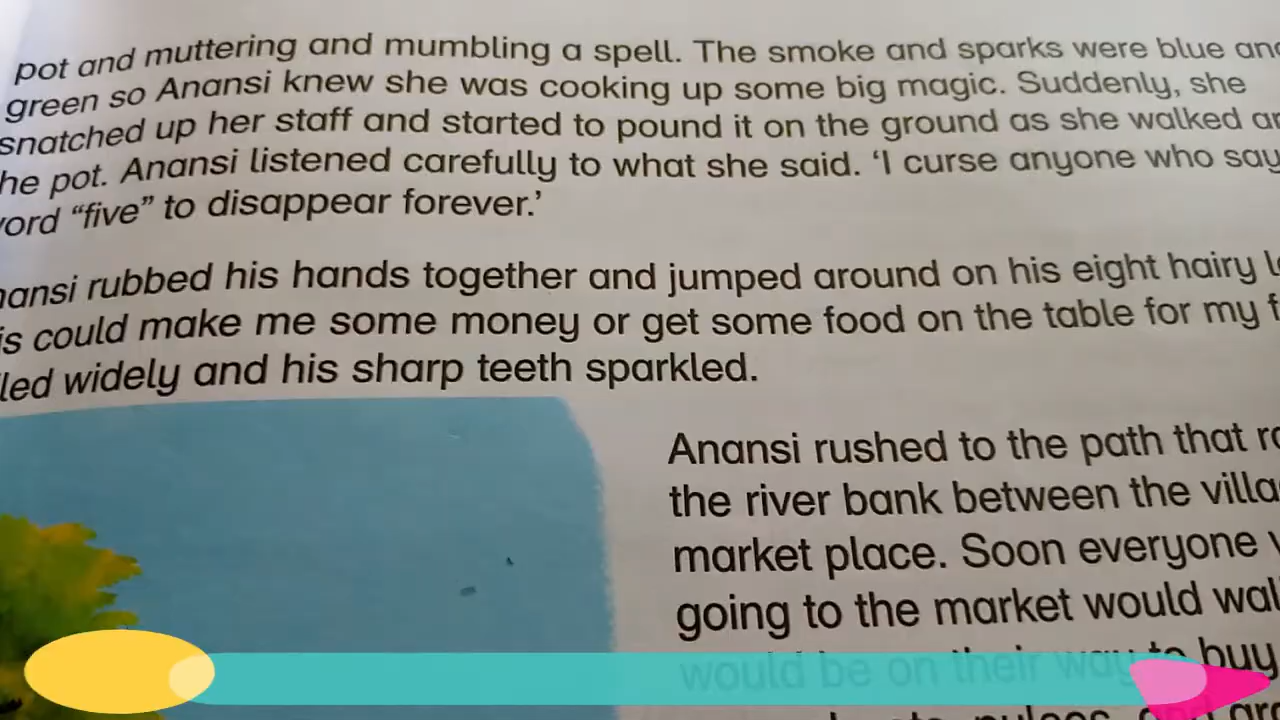 pot and muttering and mumbling a spell. The smoke and sparks were blue and
green so Anansi knew she was cooking up some big magic. Suddenly, she
snatched up her staff and started to pound it on the ground as she walked
he pot. Anansi listened carefully to what she said. ‘I curse anyone who say
ord “five” to disappear forever.’
nansi rubbed his hands together and jumped around on his eight hairy
is could make me some money or get some food on the table for my
led widely and his sharp teeth sparkled.
Anansi rushed to the path that
the river bank between the villa
market place. Soon everyone
going to the market would wal
would be on their way to buy